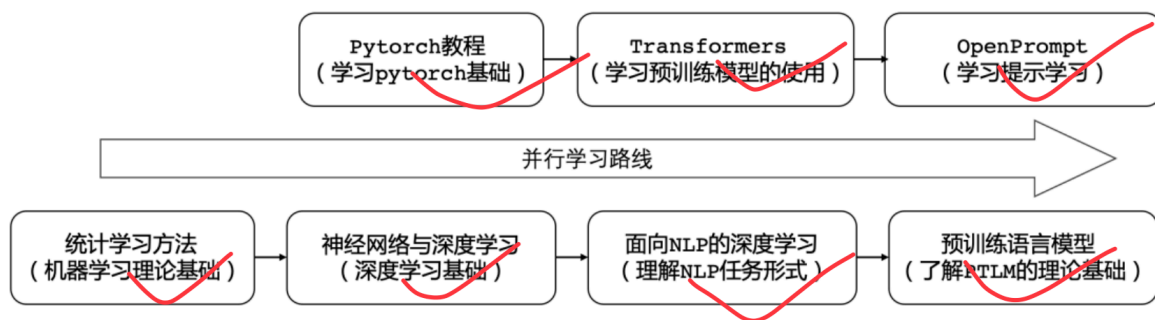 Pytorch教程
（学习pytorch基础）
Transformers
（学习预训练模型的使用）
OpenPrompt
（学习提示学习）
并行学习路线
统计学习方法
（机器学习理论基础）
神经网络与深度学习
（深度学习基础）
面向NLP的深度学习
（理解NLP任务形式）
预训练语言模型
（了解PTLM的理论基础）